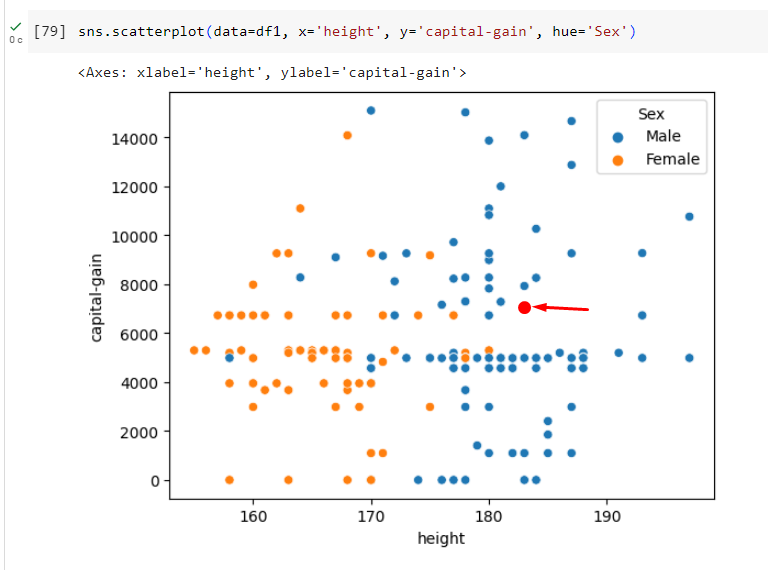 [79] sns.scatterplot(data=df1, x='height', y='capital-gain', hue='Sex')
0 с
<Axes: xlabel='height', ylabel='capital-gain'>
Sex
Male
Female
14000
12000
10000
8000
6000
4000
2000
0
capital-gain
160 170 180 190
height